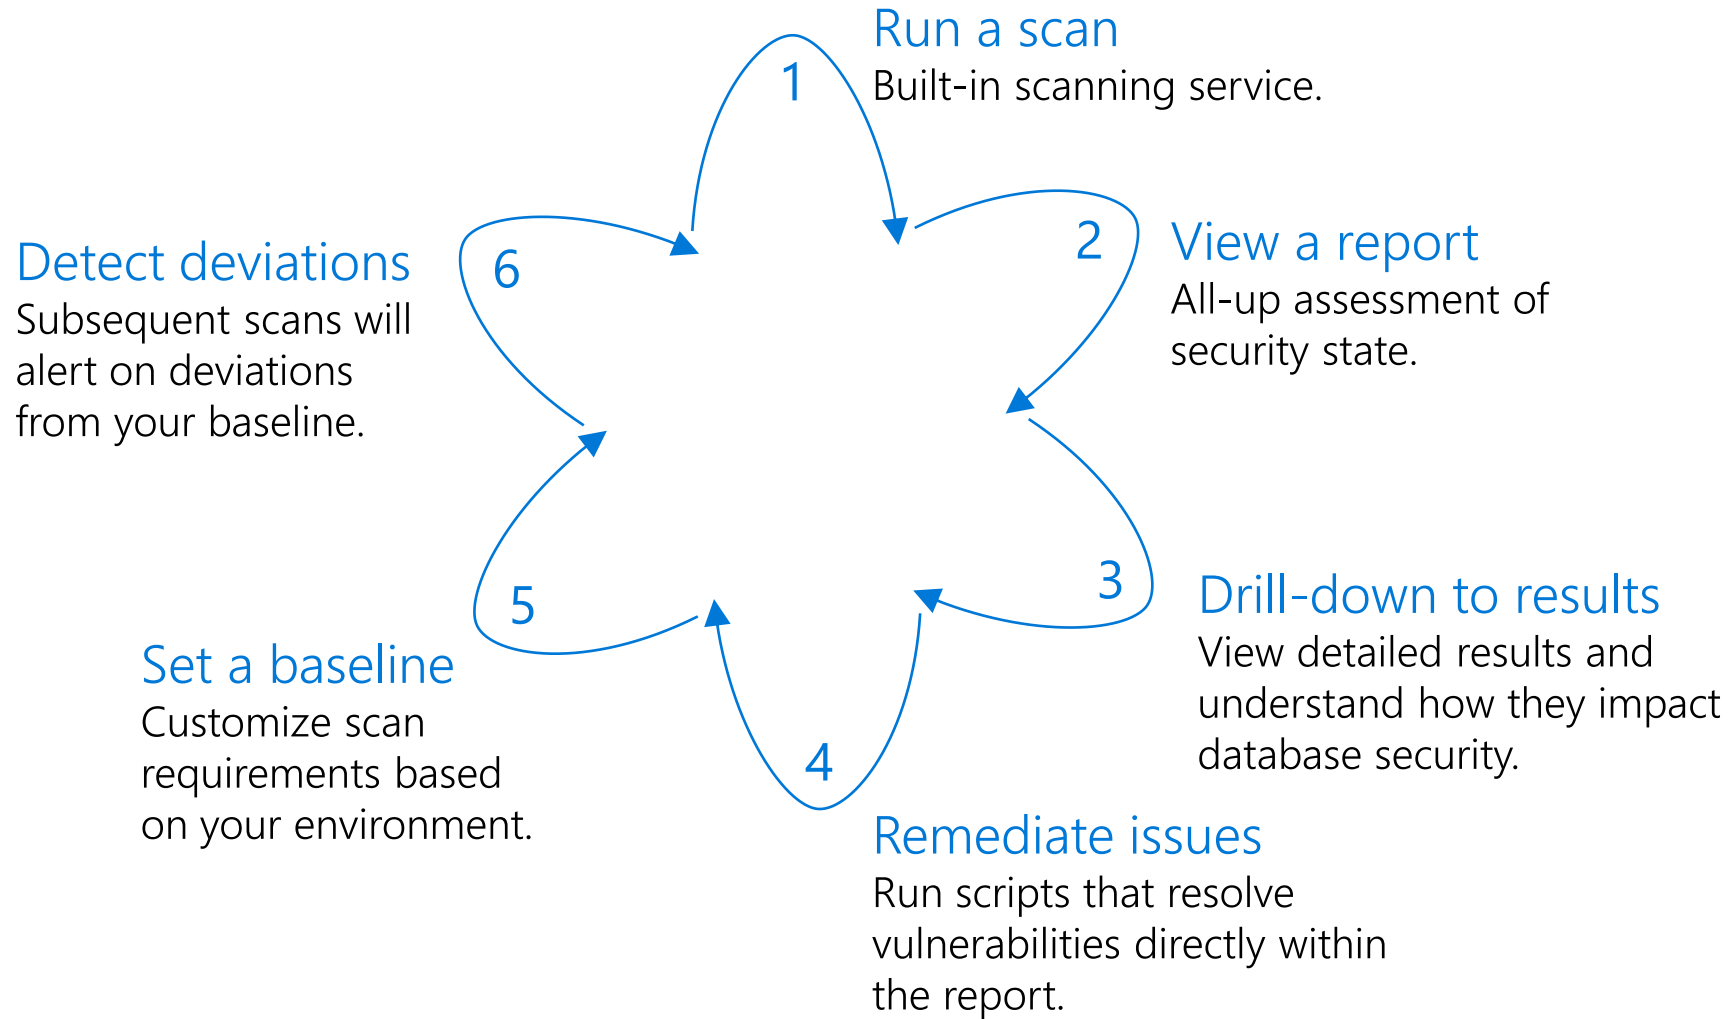 1
Run a scan
Built-in scanning service.
2
View a report
All-up assessment of
security state.
3
Drill-down to results
View detailed results and
understand how they impact
database security.
4
Remediate issues
Run scripts that resolve
vulnerabilities directly within
the report.
5
Set a baseline
Customize scan
requirements based
on your environment.
6
Detect deviations
Subsequent scans will
alert on deviations
from your baseline.